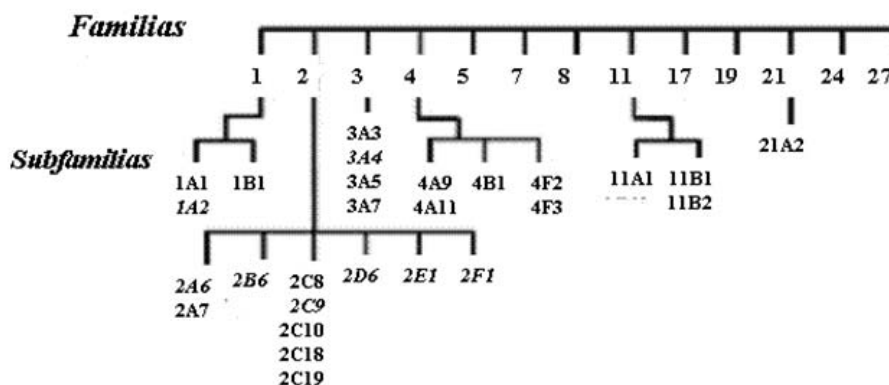 Familias
1 2 3 4 5 7 8 11 17 19 21 24 27
Subfamilias
1A1 1B1 3A3 4A9 4B1 4F2 11A1 11B1 21A2
1A2 3A4 4A11 4F3 11B2
3A5
3A7
2A6 2B6 2C8 2D6 2E1 2F1
2A7 2C9
2C10
2C18
2C19